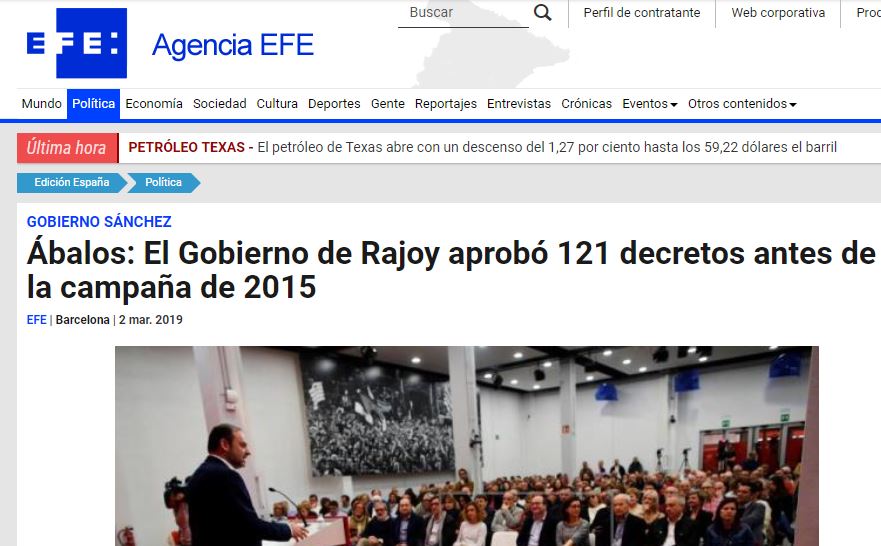 Buscar
Perfil de contratante
Web corporativa
EFE:
Agencia EFE
Mundo Política Economía Sociedad Cultura Deportes Gente Reportajes Entrevistas Crónicas Eventos Otros contenidos
Última hora PETRÓLEO TEXAS - El petróleo de Texas abre con un descenso del 1,27 por ciento hasta los 59,22 dólares el barril
Edición España Política
GOBIERNO SÁNCHEZ
Ábalos: El Gobierno de Rajoy aprobó 121 decretos antes de
la campaña de 2015
EFE | Barcelona | 2 mar. 2019